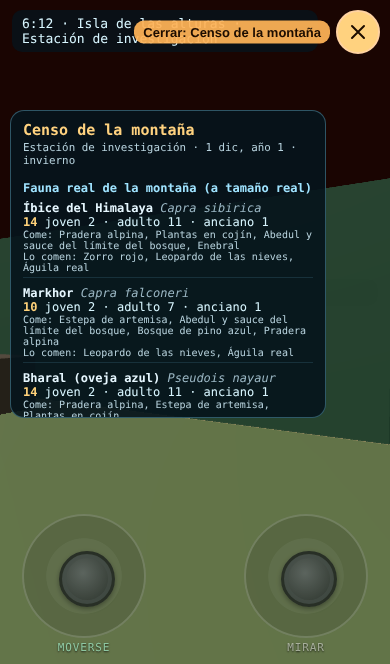 6:12 · Isla de las alturas ·
Estación de investigación
Cerrar: Censo de la montaña
Censo de la montaña
Estación de investigación · 1 dic, año 1 ·
invierno
Fauna real de la montaña (a tamaño real)
Íbice del Himalaya Capra sibirica
14 joven 2 · adulto 11 · anciano 1
Come: Pradera alpina, Plantas en cojín, Abedul y
sauce del límite del bosque, Enebral
Lo comen: Zorro rojo, Leopardo de las nieves,
Águila real
Markhor Capra falconeri
10 joven 2 · adulto 7 · anciano 1
Come: Estepa de artemisa, Abedul y sauce del
límite del bosque, Bosque de pino azul, Pradera
alpina
Lo comen: Leopardo de las nieves, Águila real
Bharal (oveja azul) Pseudois nayaur
14 joven 2 · adulto 11 · anciano 1
Come: Pradera alpina, Estepa de artemisa,
Plantas en cojín
MOVERSE
MIRAR